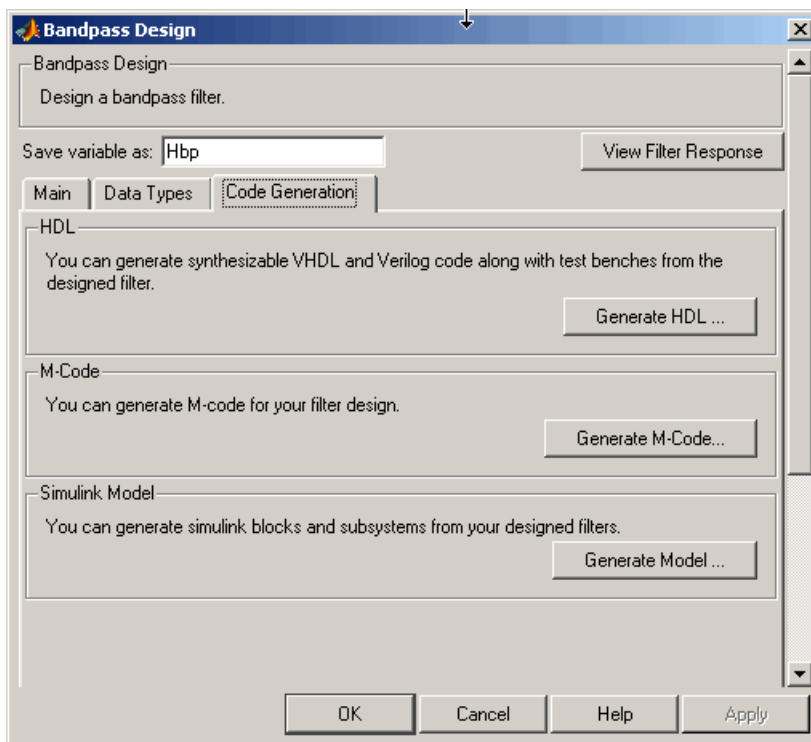 Bandpass Design
Bandpass Design
Design a bandpass filter.
Save variable as: Hbp
View Filter Response
Main
Data Types
Code Generation
HDL
You can generate synthesizable VHDL and Verilog code along with test benches from the
designed filter.
Generate HDL ...
M-Code
You can generate M-code for your filter design.
Generate M-Code...
Simulink Model
You can generate simulink blocks and subsystems from your designed filters.
Generate Model ...
OK
Cancel
Help
Apply